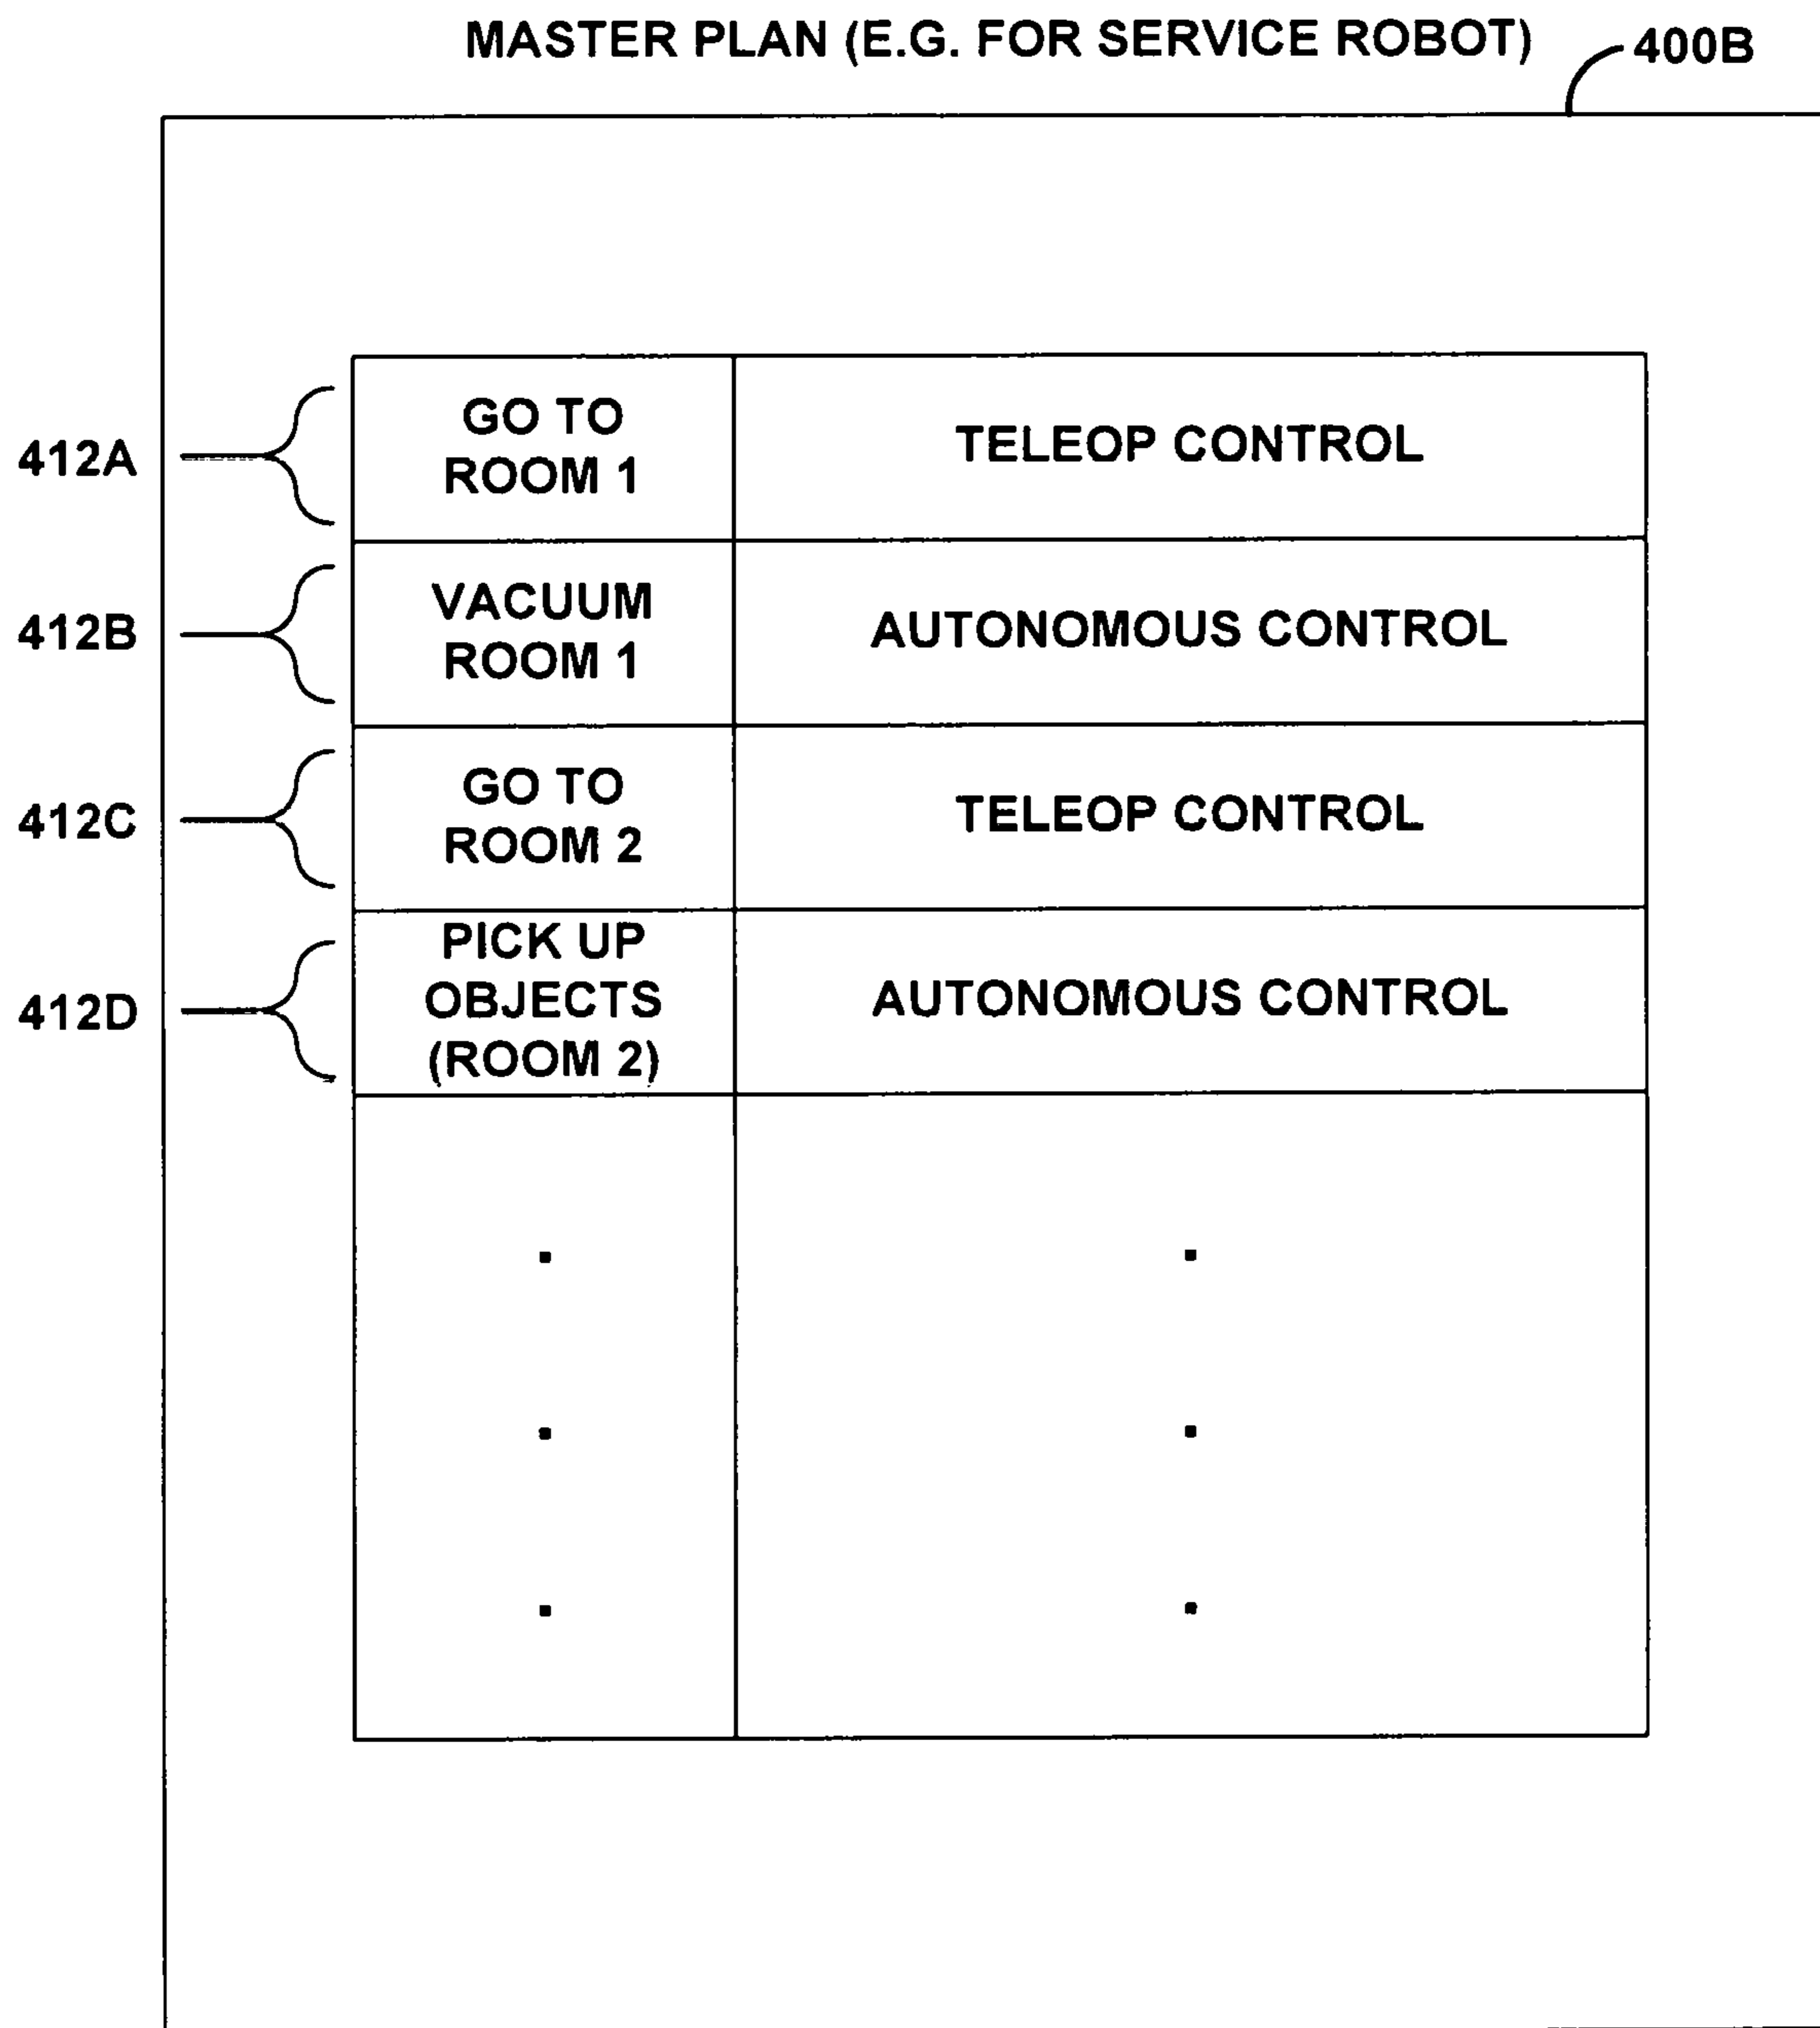 MASTER PLAN (E.G. FOR SERVICE ROBOT)
400B
412A
GO TO
ROOM 1
TELEOP CONTROL
412B
VACUUM
ROOM 1
AUTONOMOUS CONTROL
412C
GO TO
ROOM 2
TELEOP CONTROL
412D
PICK UP
OBJECTS
(ROOM 2)
AUTONOMOUS CONTROL